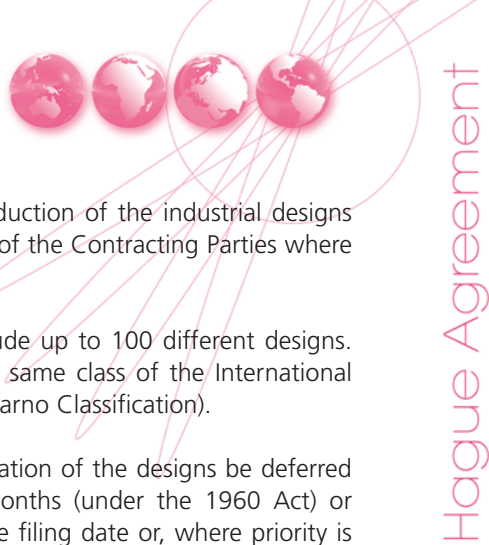 duction of the industrial designs
of the Contracting Parties where
ude up to 100 different designs.
same class of the International
arno Classification).
ation of the designs be deferred
onths (under the 1960 Act) or
e filing date or, where priority is
Hague Agreement